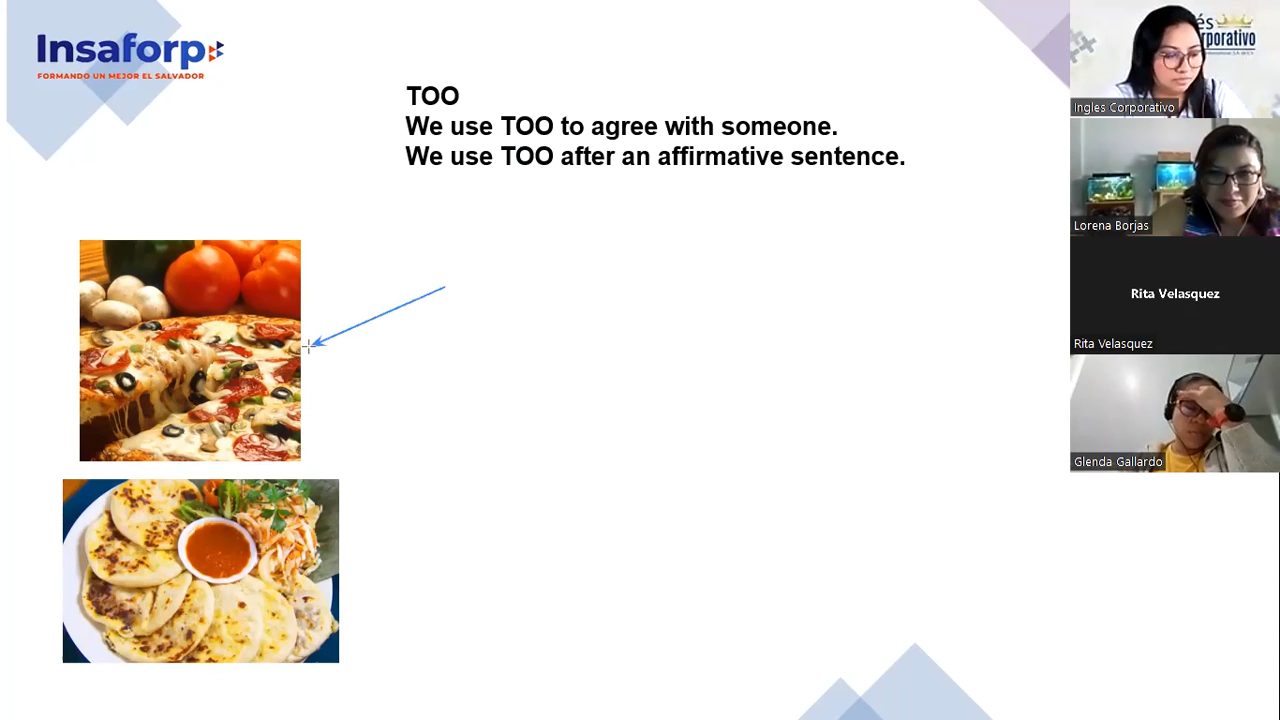 Insaforp
FORMANDO UN MEJOR EL SALVADOR
TOO
We use TOO to agree with someone.
We use TOO after an affirmative sentence.
Ingles Corporativo
Lorena Borjas
Rita Velasquez
Rita Velasquez
Glenda Gallardo